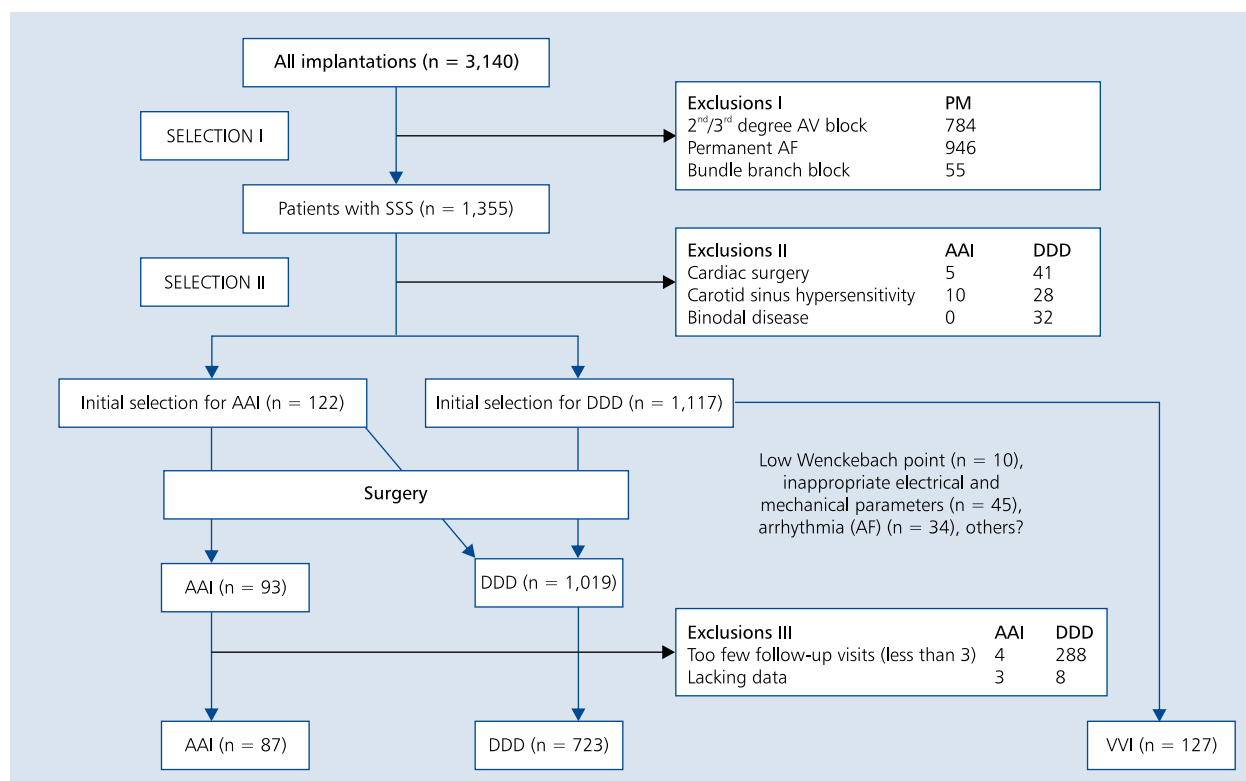 All implantations (n = 3,140)
Exclusions I PM
2nd/3rd degree AV block 784
Permanent AF 946
Bundle branch block 55
SELECTION I
Patients with SSS (n = 1,355)
Exclusions II AAI DDD
Cardiac surgery 5 41
Carotid sinus hypersensitivity 10 28
Binodal disease 0 32
SELECTION II
Initial selection for AAI (n = 122)
Initial selection for DDD (n = 1,117)
Low Wenckebach point (n = 10),
inappropriate electrical and
mechanical parameters (n = 45),
arrhythmia (AF) (n = 34), others?
Surgery
AAI (n = 93)
DDD (n = 1,019)
Exclusions III AAI DDD
Too few follow-up visits (less than 3) 4 288
Lacking data 3 8
AAI (n = 87)
DDD (n = 723)
VVI (n = 127)